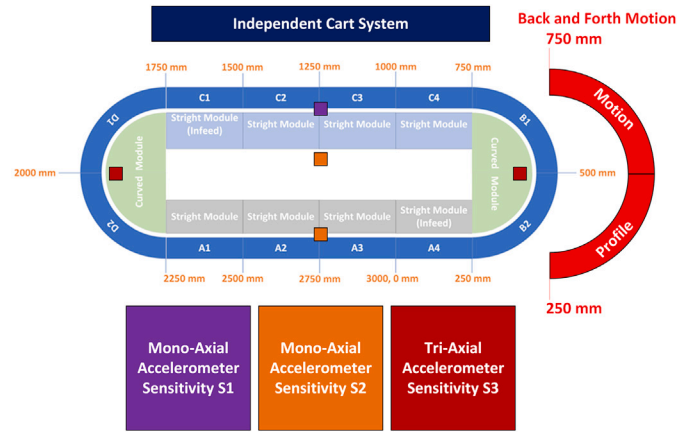 Independent Cart System
Back and Forth Motion
750 mm
1750 mm 1500 mm 1250 mm 1000 mm 750 mm
C1 C2 C3 C4
D1 B1
Stright Module (Infeed)
Stright Module
Stright Module
Stright Module
Motion
Curved Module
Curved Module
2000 mm
500 mm
Stright Module
Stright Module
Stright Module
Stright Module (Infeed)
Profile
D2 B2
A1 A2 A3 A4
2250 mm 2500 mm 2750 mm 3000, 0 mm 250 mm
250 mm
Mono-Axial
Accelerometer
Sensitivity S1
Mono-Axial
Accelerometer
Sensitivity S2
Tri-Axial
Accelerometer
Sensitivity S3